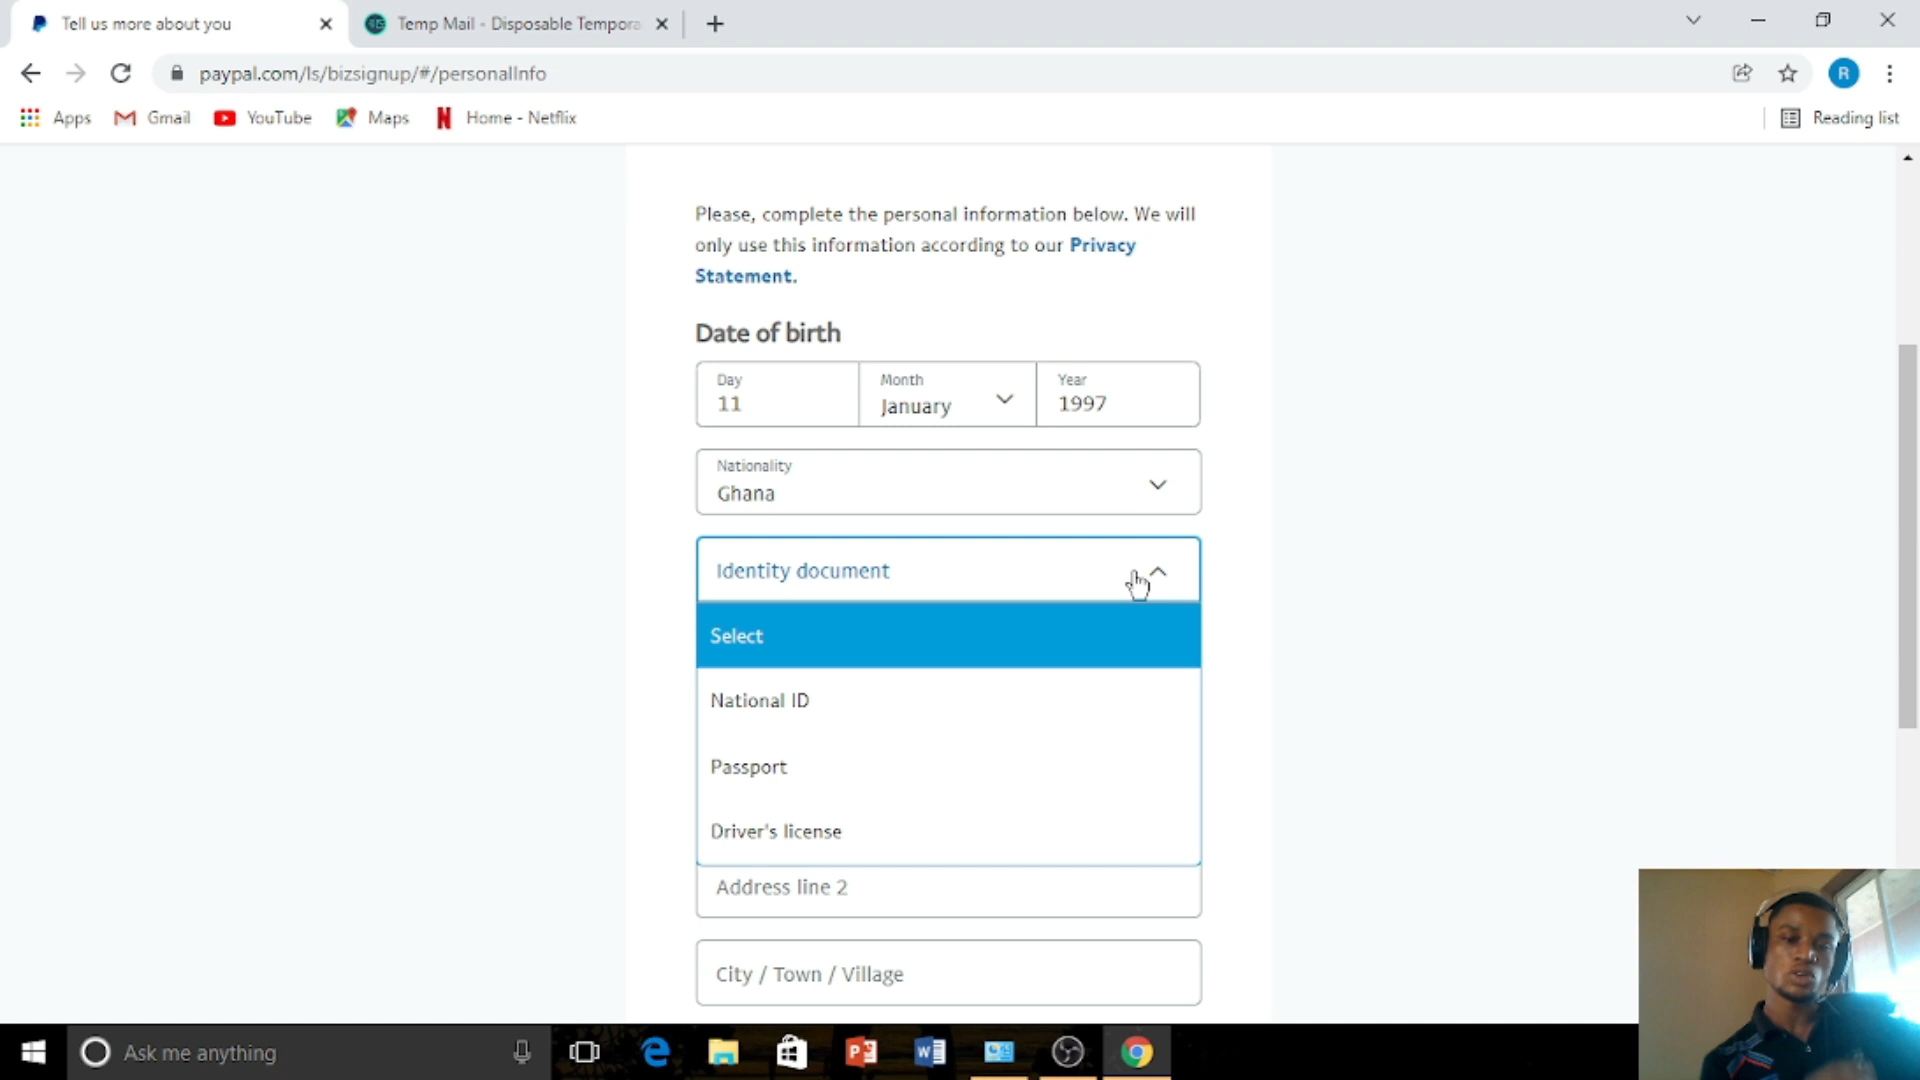 Tell us more about you
Temp Mail - Disposable Tempora
paypal.com/ls/bizsignup/#/personalInfo
R
Apps
Gmail
YouTube
Maps
Home - Netflix
Reading list
Please, complete the personal information below. We will
only use this information according to our Privacy
Statement.
Date of birth
Day
11
Month
January
Year
1997
Nationality
Ghana
Identity document
Select
National ID
Passport
Driver's license
Address line 2
City / Town / Village
Ask me anything